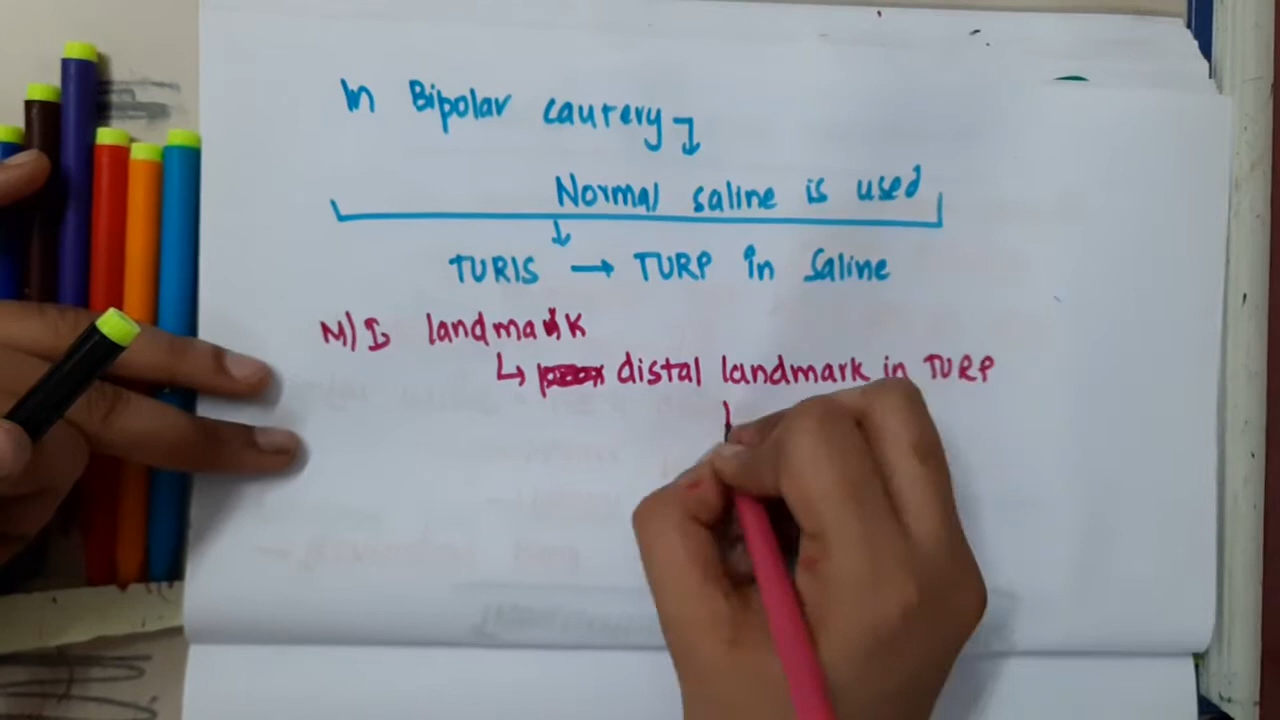 In Bipolar cautery
Normal saline is used
TURIS → TURP in Saline
M/I landmark
distal landmark in TURP